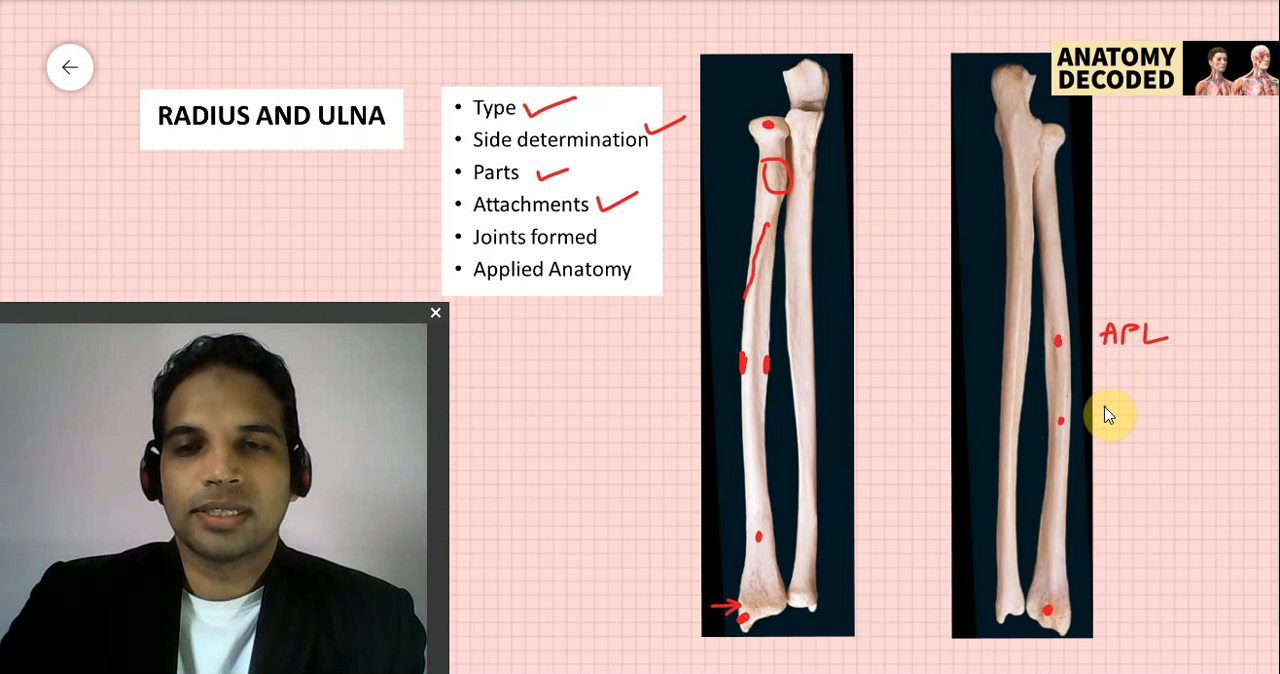 RADIUS AND ULNA
• Type
• Side determination
• Parts
• Attachments
• Joints formed
• Applied Anatomy
ANATOMY
DECODED
APL